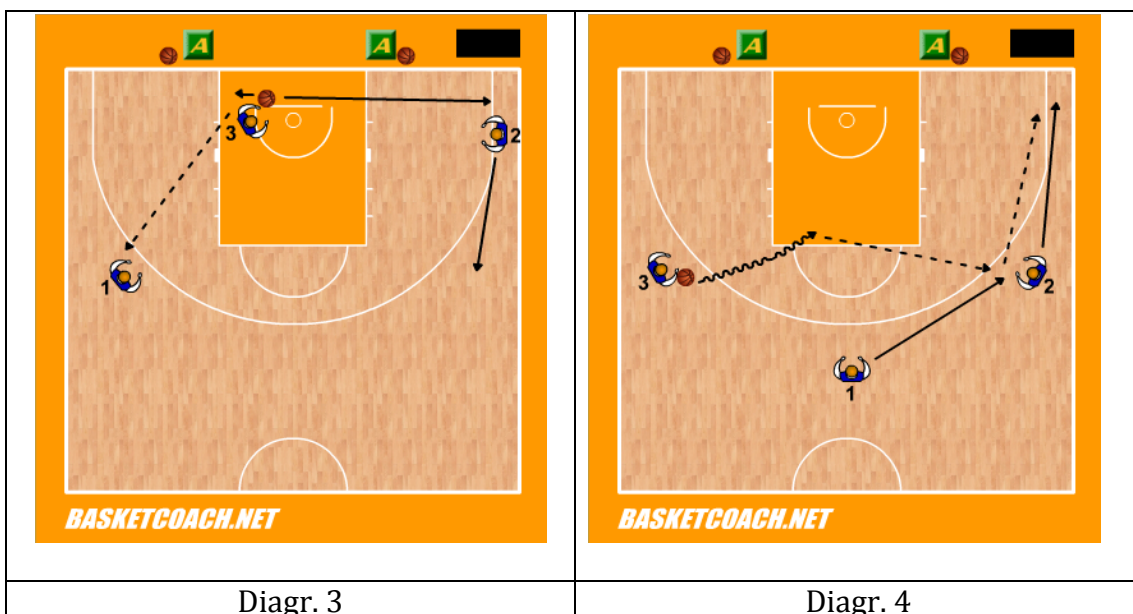 A A
3
2
1
BASKETCOACH.NET
Diagr. 3
A A
3
2
1
BASKETCOACH.NET
Diagr. 4